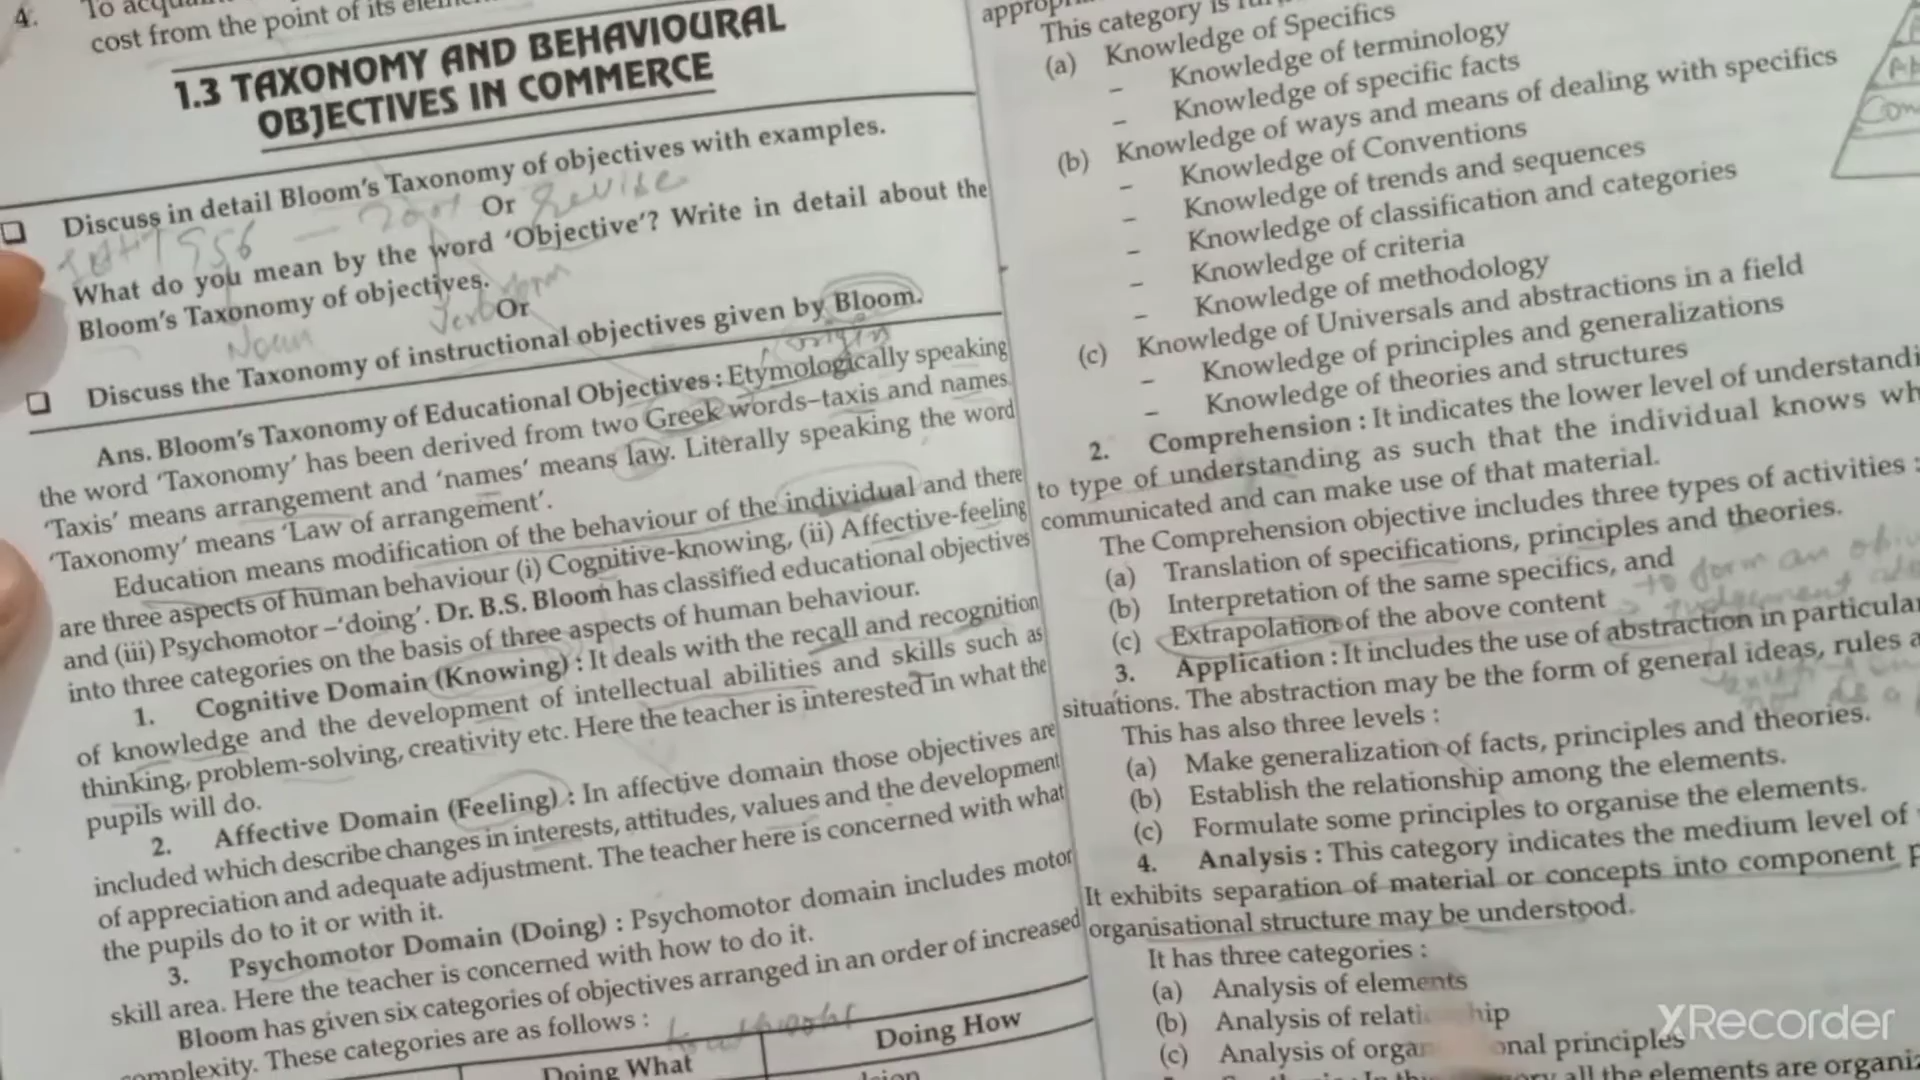 4. To
cost from the point of its
1.3 TAXONOMY AND BEHAVIOURAL
OBJECTIVES IN COMMERCE
Discuss in detail Bloom's Taxonomy of objectives with examples.
Or Revise
1956 — 2001
What do you mean by the word 'Objective'? Write in detail about the
Bloom's Taxonomy of objectives.
Noun
Or
Discuss the Taxonomy of instructional objectives given by Bloom.
origin
Ans. Bloom's Taxonomy of Educational Objectives : Etymologically speaking
the word 'Taxonomy' has been derived from two Greek words–taxis and names
'Taxis' means arrangement and 'names' means law. Literally speaking the word
'Taxonomy' means 'Law of arrangement'.
Education means modification of the behaviour of the individual and there
are three aspects of human behaviour (i) Cognitive-knowing, (ii) Affective-feeling
and (iii) Psychomotor –'doing'. Dr. B.S. Bloom has classified educational objectives
into three categories on the basis of three aspects of human behaviour.
1. Cognitive Domain (Knowing) : It deals with the recall and recognition
of knowledge and the development of intellectual abilities and skills such as
thinking, problem-solving, creativity etc. Here the teacher is interested in what the
pupils will do.
2. Affective Domain (Feeling) : In affective domain those objectives are
included which describe changes in interests, attitudes, values and the development
of appreciation and adequate adjustment. The teacher here is concerned with what
the pupils do to it or with it.
3. Psychomotor Domain (Doing) : Psychomotor domain includes motor
skill area. Here the teacher is concerned with how to do it.
Bloom has given six categories of objectives arranged in an order of increased
complexity. These categories are as follows :
Doing What
Doing How
This category is
(a) Knowledge of Specifics
– Knowledge of terminology
– Knowledge of specific facts
(b) Knowledge of ways and means of dealing with specifics
– Knowledge of Conventions
– Knowledge of trends and sequences
– Knowledge of classification and categories
– Knowledge of criteria
– Knowledge of methodology
(c) Knowledge of Universals and abstractions in a field
– Knowledge of principles and generalizations
– Knowledge of theories and structures
2. Comprehension : It indicates the lower level of understandi
to type of understanding as such that the individual knows wh
communicated and can make use of that material.
The Comprehension objective includes three types of activities :
(a) Translation of specifications, principles and theories.
(b) Interpretation of the same specifics, and
(c) Extrapolation of the above content
to form an
3. Application : It includes the use of abstraction in particular
situations. The abstraction may be the form of general ideas, rules a
This has also three levels :
(a) Make generalization of facts, principles and theories.
(b) Establish the relationship among the elements.
(c) Formulate some principles to organise the elements.
4. Analysis : This category indicates the medium level of
It exhibits separation of material or concepts into component p
organisational structure may be understood.
It has three categories :
(a) Analysis of elements
(b) Analysis of relati hip
(c) Analysis of organ onal principles
all the elements are organiz
XRecorder